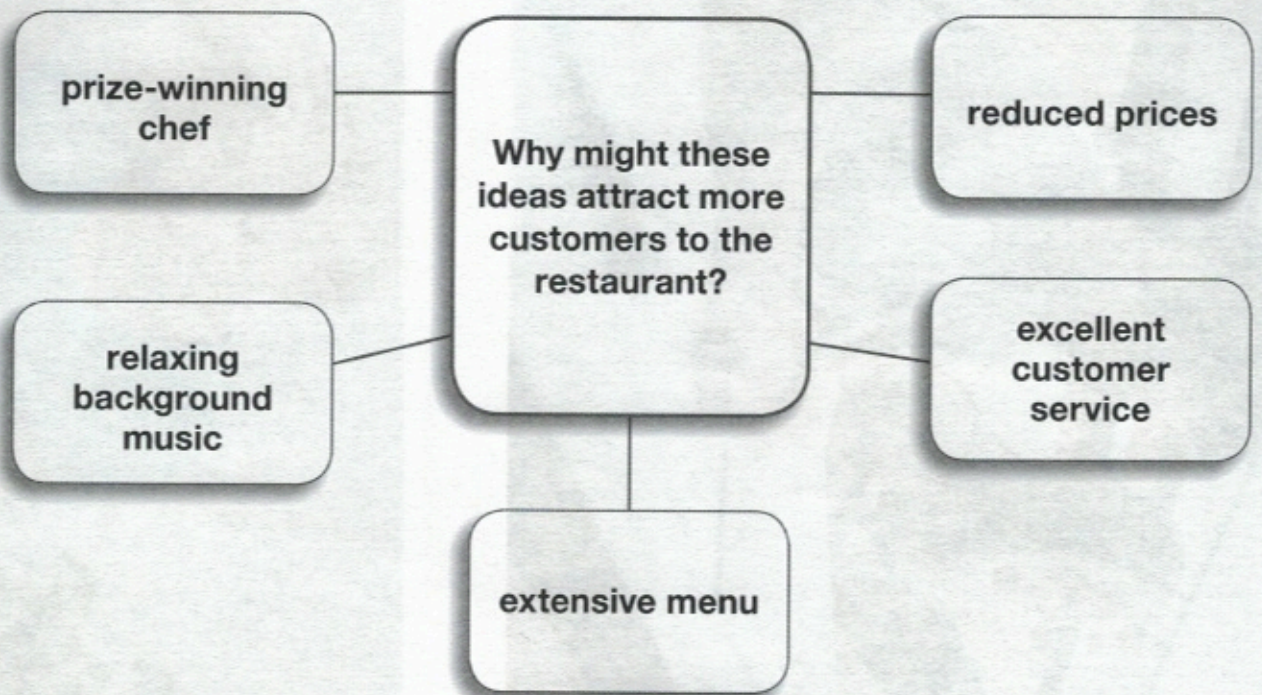 prize-winning
chef
Why might these
ideas attract more
customers to the
restaurant?
reduced prices
relaxing
background
music
excellent
customer
service
extensive menu